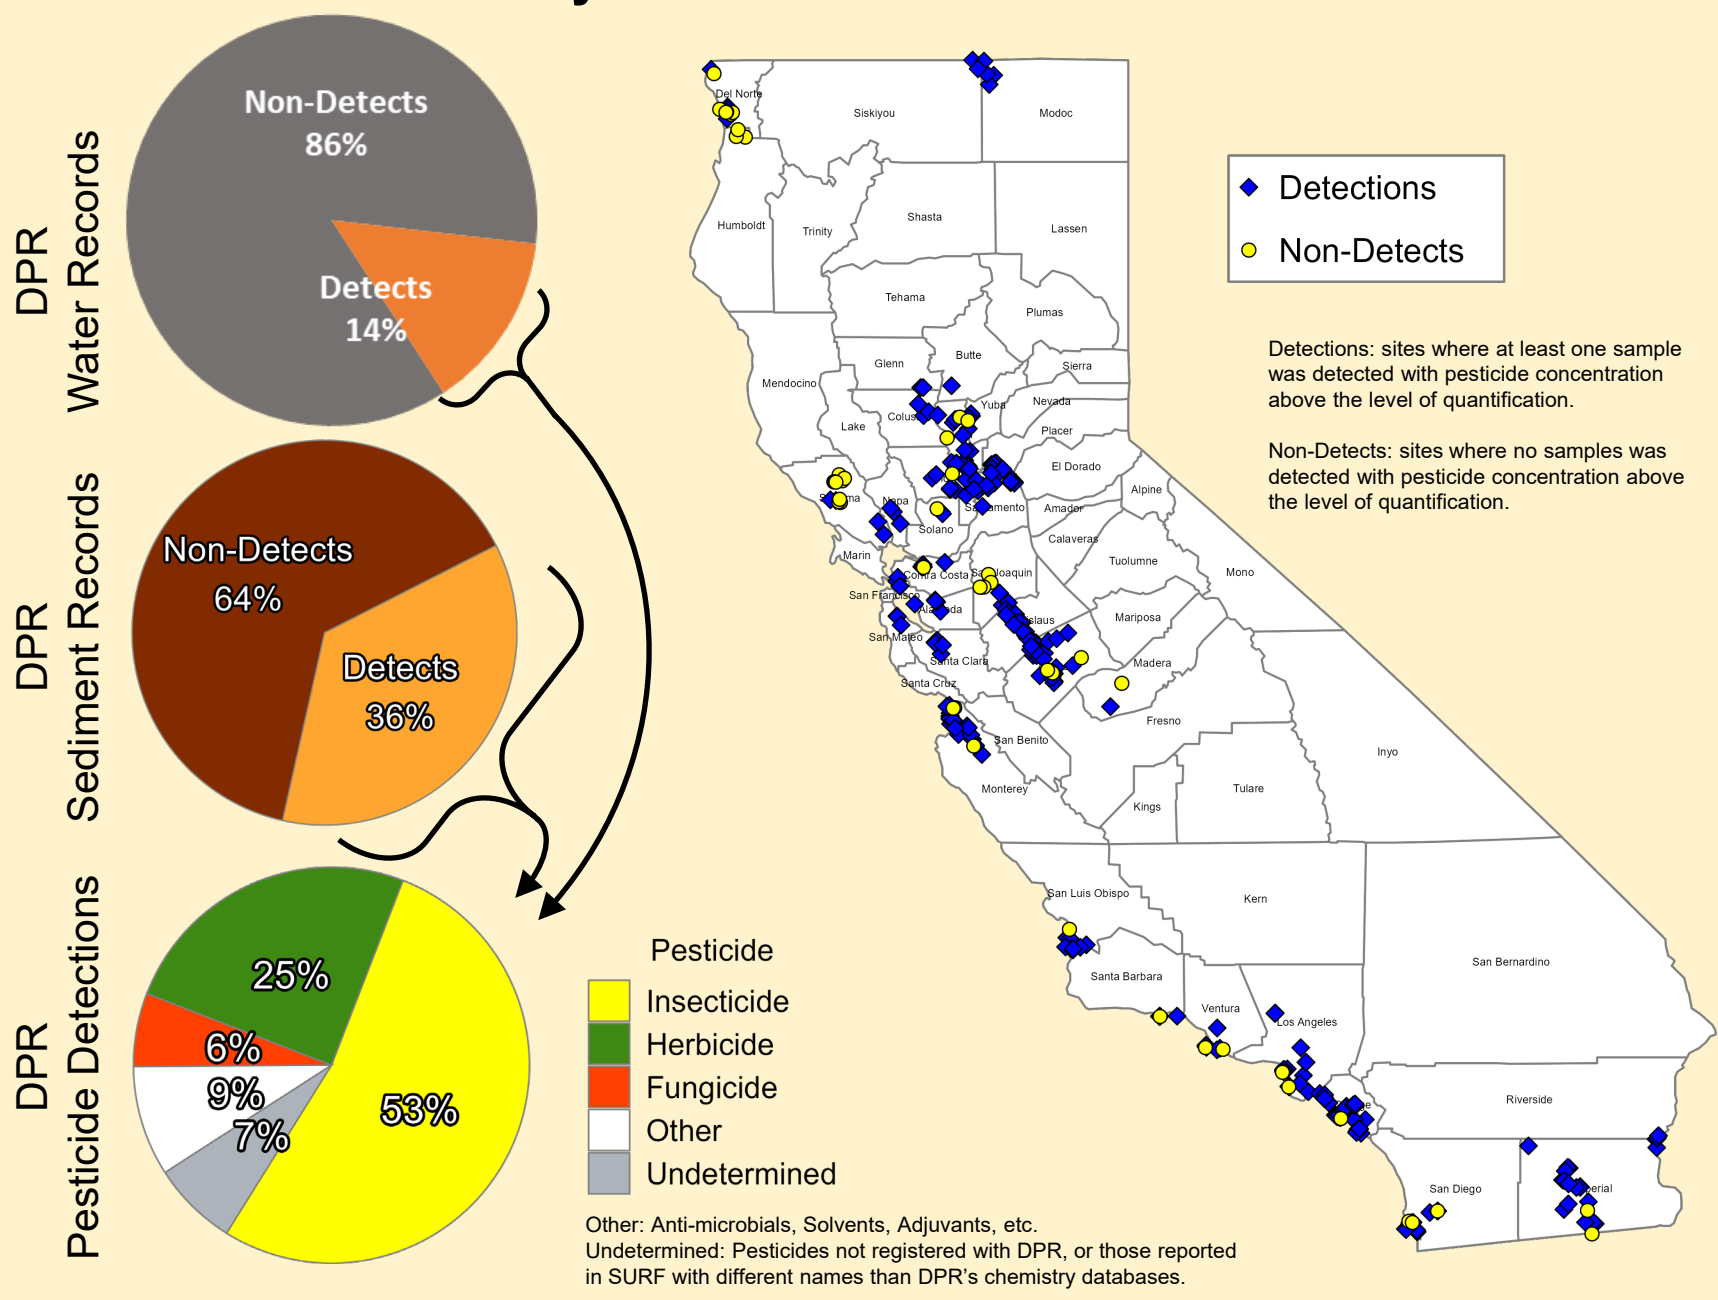 DPR
Water Records
Non-Detects
86%
Detects
14%
DPR
Sediment Records
Non-Detects
64%
Detects
36%
DPR
Pesticide Detections
25%
6%
9%
7%
53%
Pesticide
Insecticide
Herbicide
Fungicide
Other
Undetermined
Other: Anti-microbials, Solvents, Adjuvants, etc.
Undetermined: Pesticides not registered with DPR, or those reported
in SURF with different names than DPR's chemistry databases.
Detections
Non-Detects
Detections: sites where at least one sample
was detected with pesticide concentration
above the level of quantification.
Non-Detects: sites where no samples was
detected with pesticide concentration above
the level of quantification.
Del Norte
Siskiyou
Modoc
Humboldt
Trinity
Shasta
Lassen
Tehama
Plumas
Mendocino
Glenn
Butte
Sierra
Lake
Yuba
Nevada
Placer
El Dorado
Napa
Alpine
Solano
Amador
Marin
Calaveras
Tuolumne
Mono
Contra Costa
San Joaquin
San Francisco
San Mateo
Mariposa
Santa Clara
Madera
Santa Cruz
Fresno
San Benito
Inyo
Monterey
Kings
Tulare
San Luis Obispo
Kern
Santa Barbara
Ventura
Los Angeles
San Bernardino
Riverside
San Diego